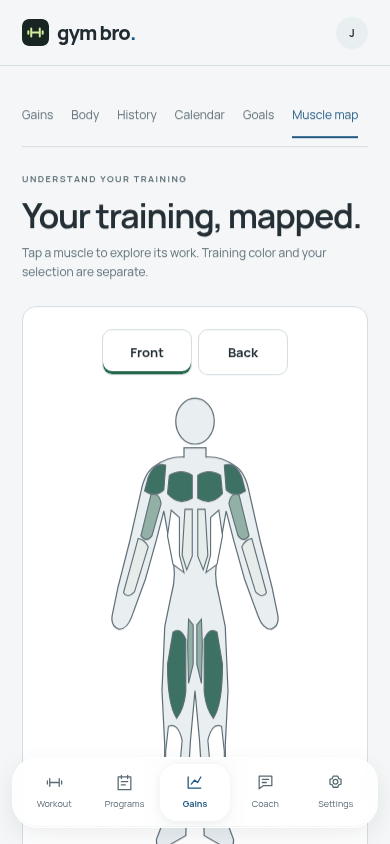 gym bro.
J
Gains Body History Calendar Goals Muscle map
UNDERSTAND YOUR TRAINING
Your training, mapped.
Tap a muscle to explore its work. Training color and your
selection are separate.
Front Back
Workout Programs Gains Coach Settings